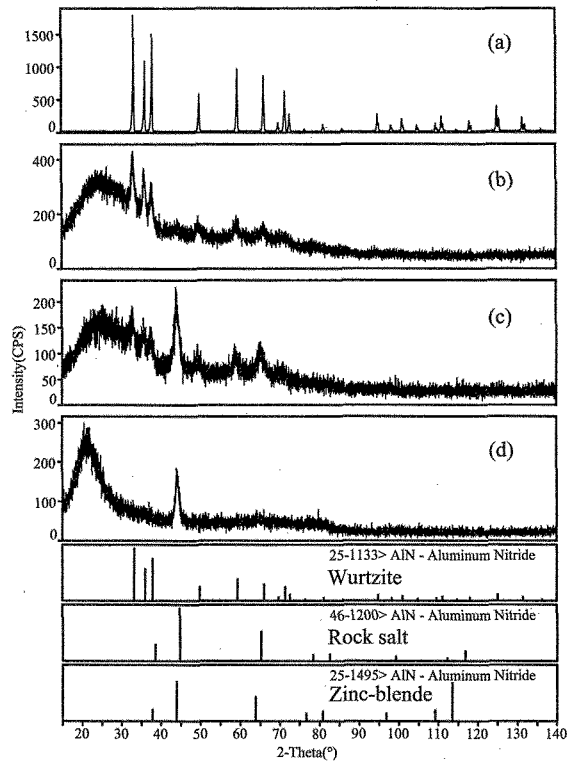 1500
1000
500
0
(a)
400
200
0
(b)
200
150
100
50
0
(c)
Intensity(CPS)
300
200
100
0
(d)
25-1133> AlN - Aluminum Nitride
Wurtzite
46-1200> AlN - Aluminum Nitride
Rock salt
25-1495> AlN - Aluminum Nitride
Zinc-blende
20 30 40 50 60 70 80 90 100 110 120 130 140
2-Theta(°)